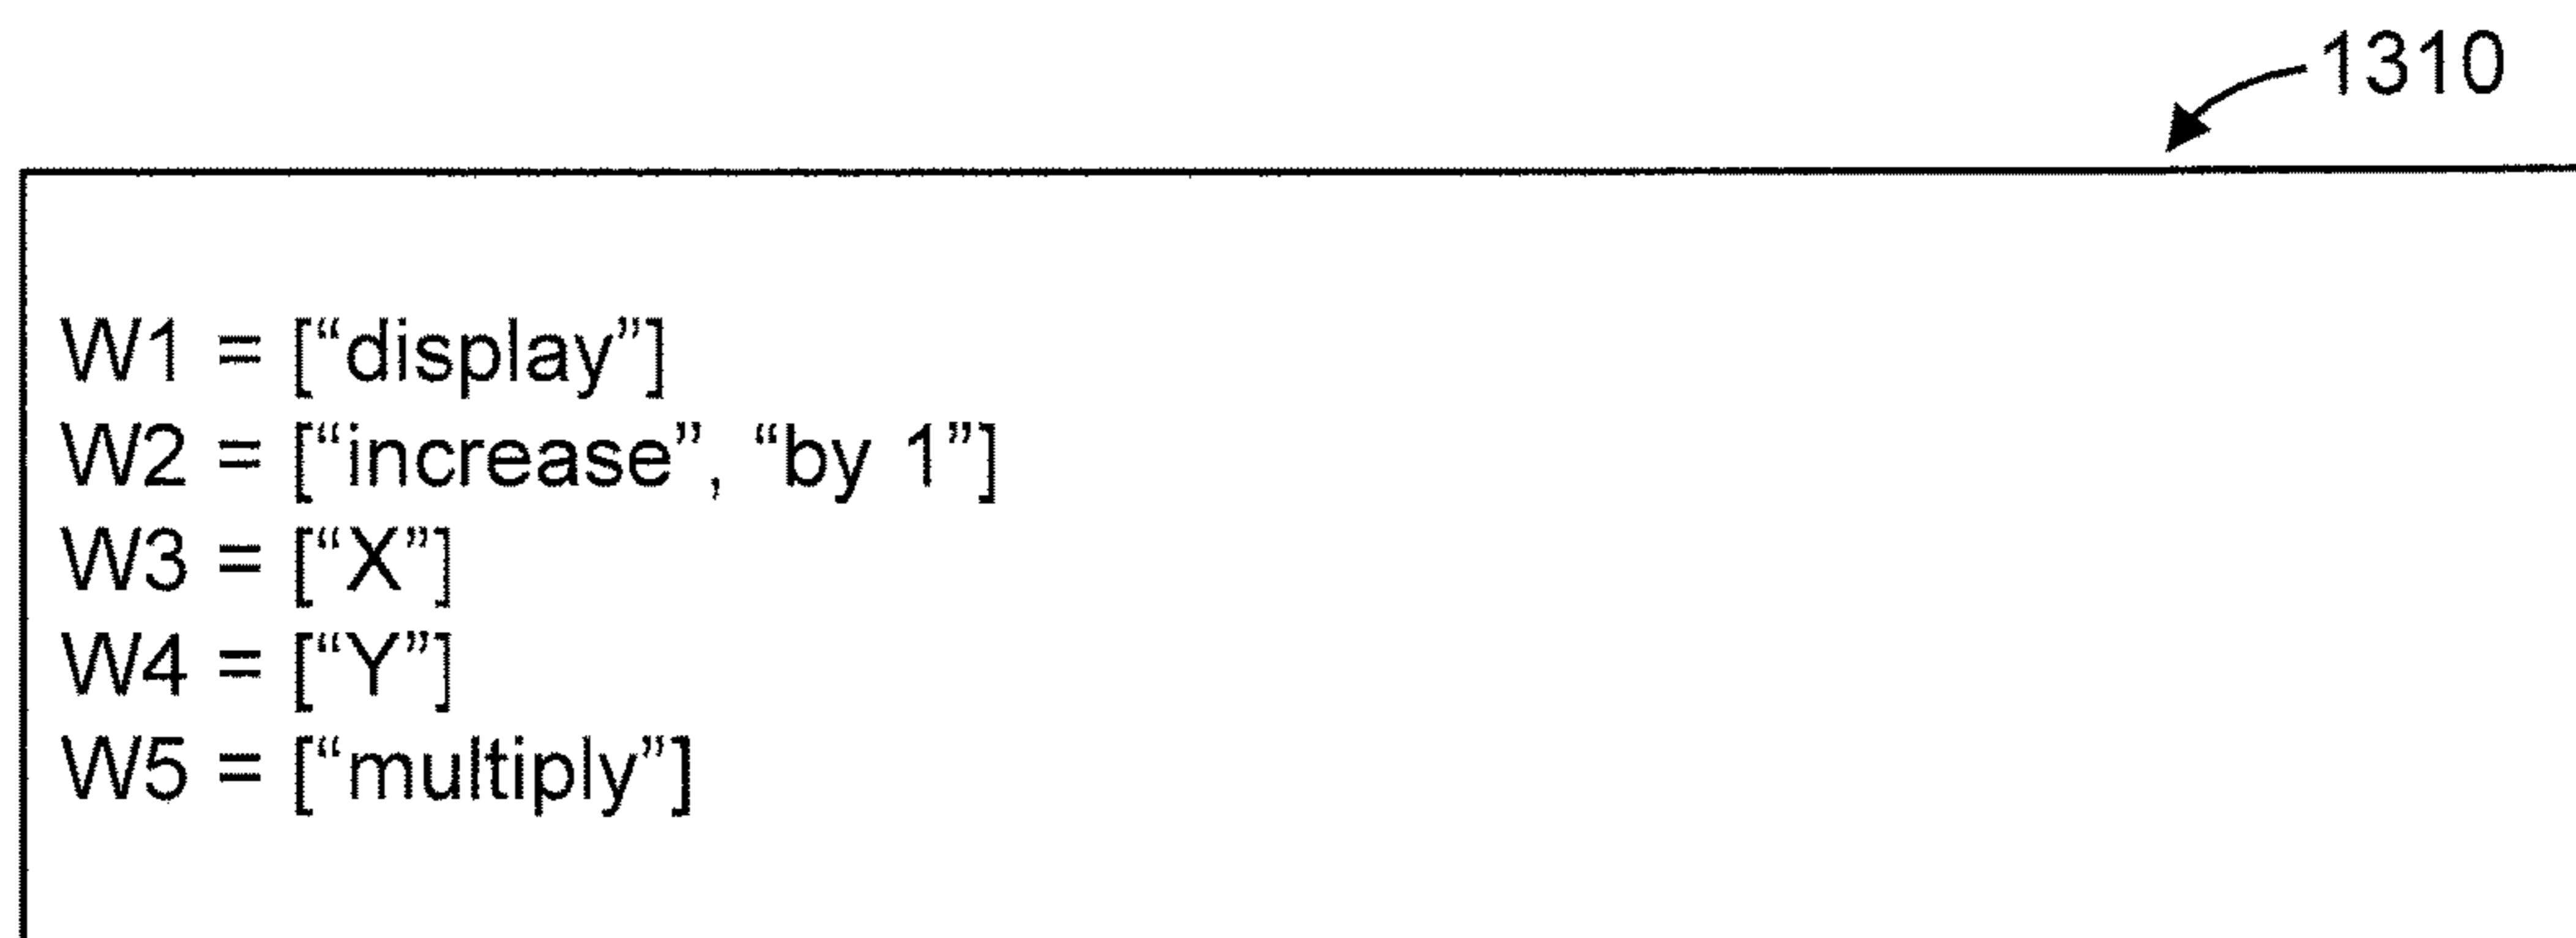 1310
W1 = [“display”]
W2 = [“increase”, “by 1”]
W3 = [“X”]
W4 = [“Y”]
W5 = [“multiply”]